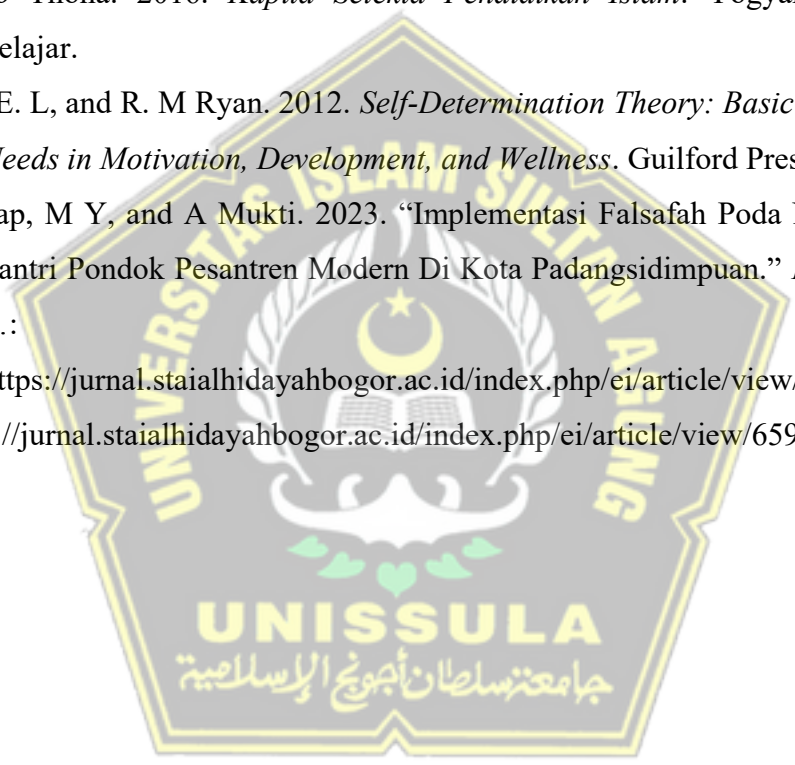 Thoha. 2016. Kapita Selekta Pendidikan Islam. Yogya
elajar.
E. L, and R. M Ryan. 2012. Self-Determination Theory: Basic
Needs in Motivation, Development, and Wellness. Guilford Pres
ap, M Y, and A Mukti. 2023. “Implementasi Falsafah Poda
antri Pondok Pesantren Modern Di Kota Padangsidimpuan.”
.:
ttps://jurnal.staialhidayahbogor.ac.id/index.php/ei/article/view/
://jurnal.staialhidayahbogor.ac.id/index.php/ei/article/view/659
UNIVERSITAS ISLAM SULTAN AGUNG
UNISSULA
جامعة سلطان أجونج الإسلامية